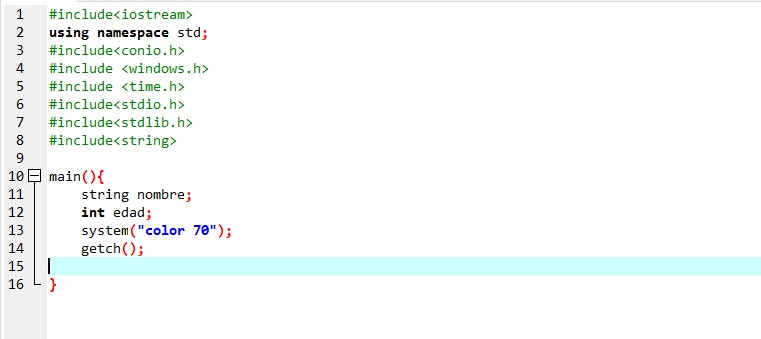 1 #include<iostream>
2 using namespace std;
3 #include<conio.h>
4 #include <windows.h>
5 #include <time.h>
6 #include<stdio.h>
7 #include<stdlib.h>
8 #include<string>
9
10 main(){
11 string nombre;
12 int edad;
13 system("color 70");
14 getch();
15
16 }